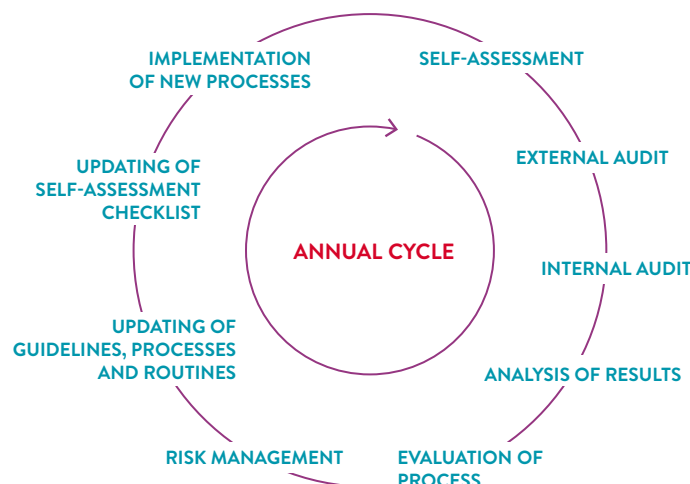 IMPLEMENTATION
OF NEW PROCESSES
SELF-ASSESSMENT
EXTERNAL AUDIT
INTERNAL AUDIT
ANALYSIS OF RESULTS
EVALUATION OF
PROCESS
RISK MANAGEMENT
UPDATING OF
GUIDELINES, PROCESSES
AND ROUTINES
UPDATING OF
SELF-ASSESSMENT
CHECKLIST
ANNUAL CYCLE